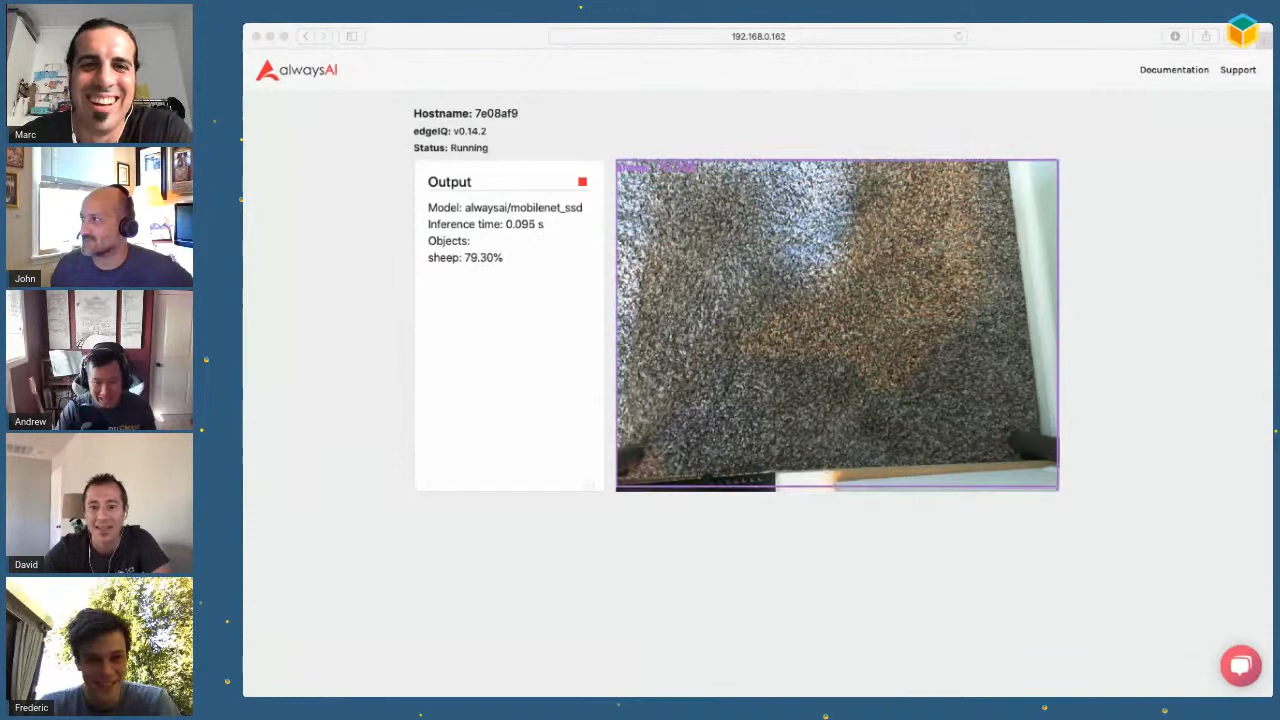 Marc
John
Andrew
David
Frederic
192.168.0.162
alwaysAI
Documentation
Support
Hostname: 7e08af9
edgeIQ: v0.14.2
Status: Running
Output
Model: alwaysai/mobilenet_ssd
Inference time: 0.095 s
Objects:
sheep: 79.30%